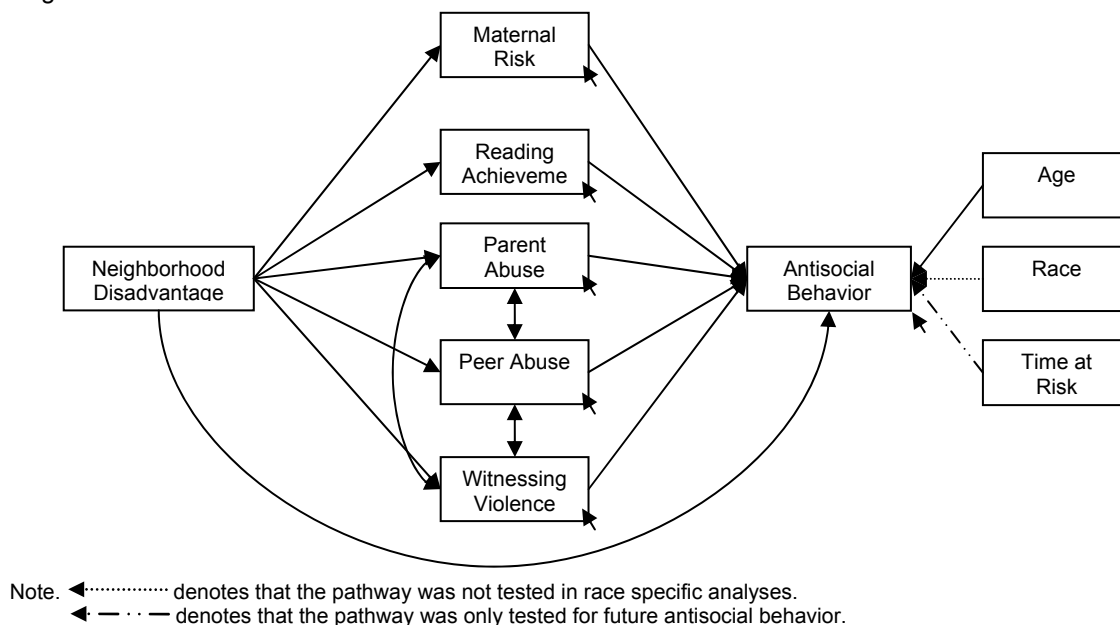 Maternal
Risk
Reading
Achieveme
Parent
Abuse
Peer Abuse
Witnessing
Violence
Neighborhood
Disadvantage
Antisocial
Behavior
Age
Race
Time at
Risk
Note. denotes that the pathway was not tested in race specific analyses.
denotes that the pathway was only tested for future antisocial behavior.